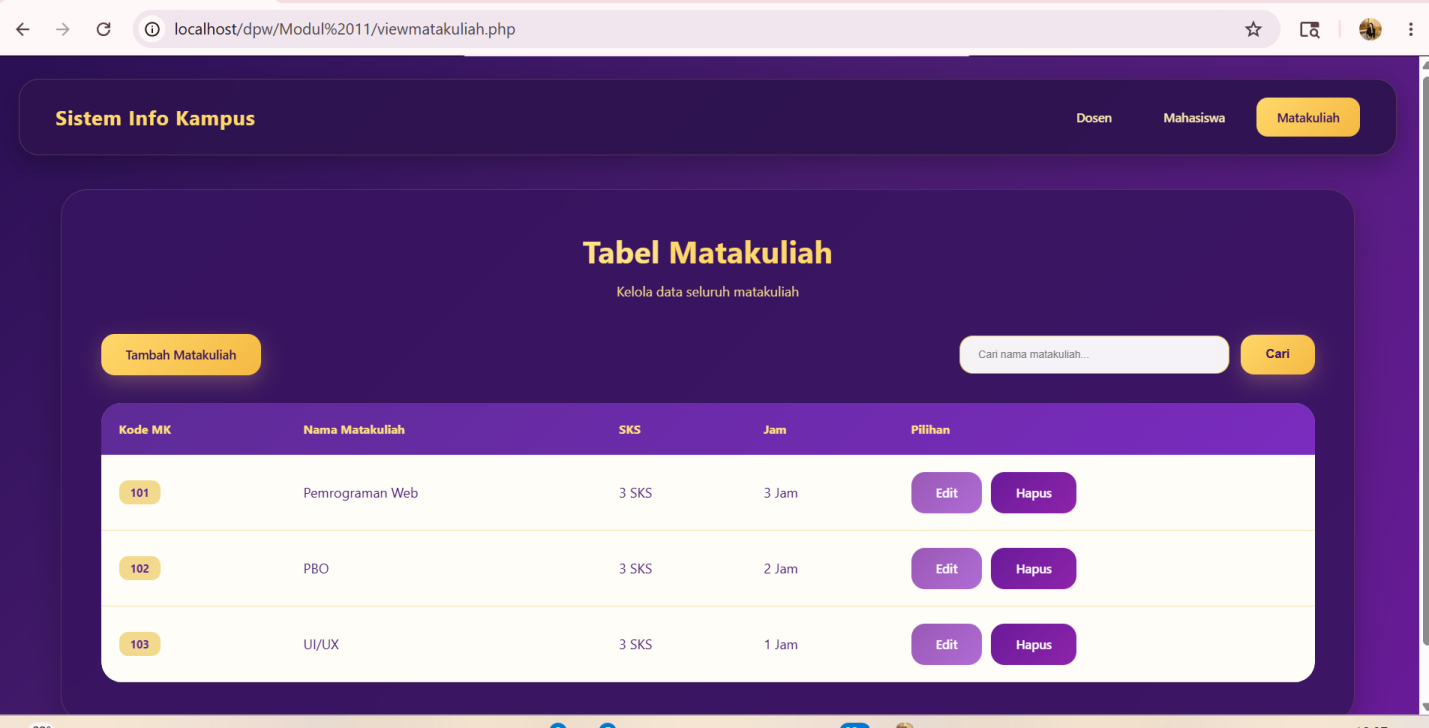 localhost/dpw/Modul%2011/viewmatakuliah.php
Sistem Info Kampus
Dosen
Mahasiswa
Matakuliah
Tabel Matakuliah
Kelola data seluruh matakuliah
Tambah Matakuliah
Cari nama matakuliah...
Cari
Kode MK Nama Matakuliah SKS Jam Pilihan
101 Pemrograman Web 3 SKS 3 Jam Edit Hapus
102 PBO 3 SKS 2 Jam Edit Hapus
103 UI/UX 3 SKS 1 Jam Edit Hapus